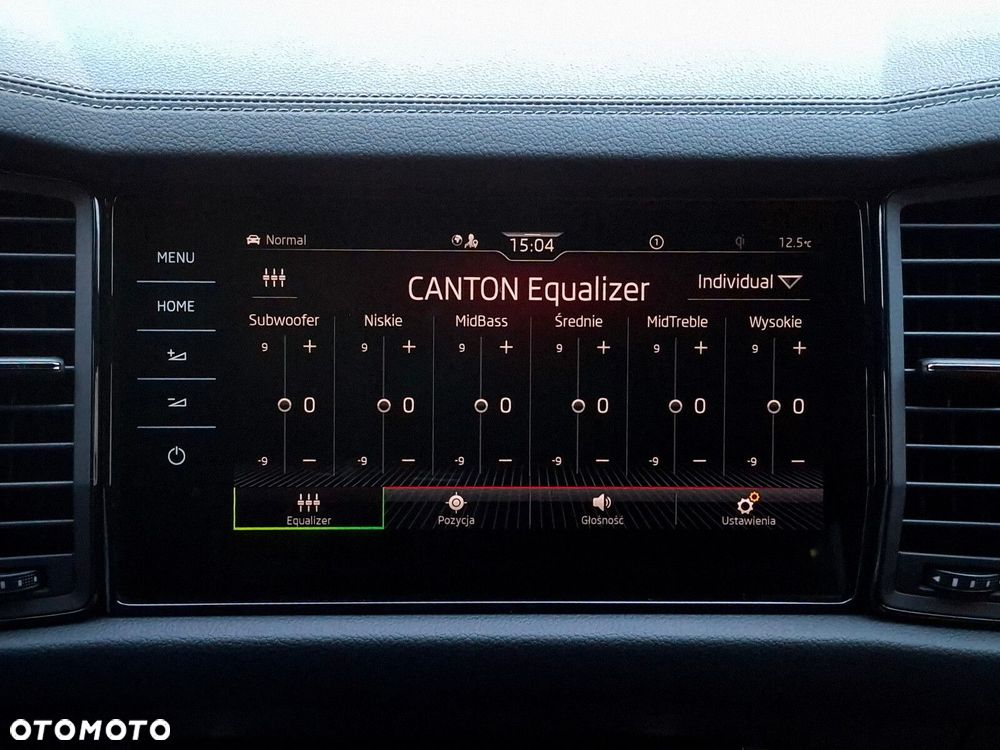 Normal
15:04
1
qi
12.5°C
MENU
HOME
CANTON Equalizer
Individual
Subwoofer Niskie MidBass Średnie MidTreble Wysokie
9 + 9 + 9 + 9 + 9 + 9 +
0 0 0 0 0 0
-9 − -9 − -9 − -9 − -9 − -9 −
Equalizer Pozycja Głośność Ustawienia
OTOMOTO